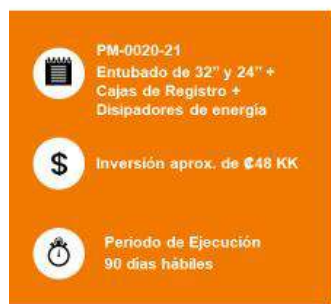 PM-0020-21
Entubado de 32" y 24" +
Cajas de Registro +
Disipadores de energía
$
Inversión aprox. de ₡48 KK
Periodo de Ejecución
90 días hábiles